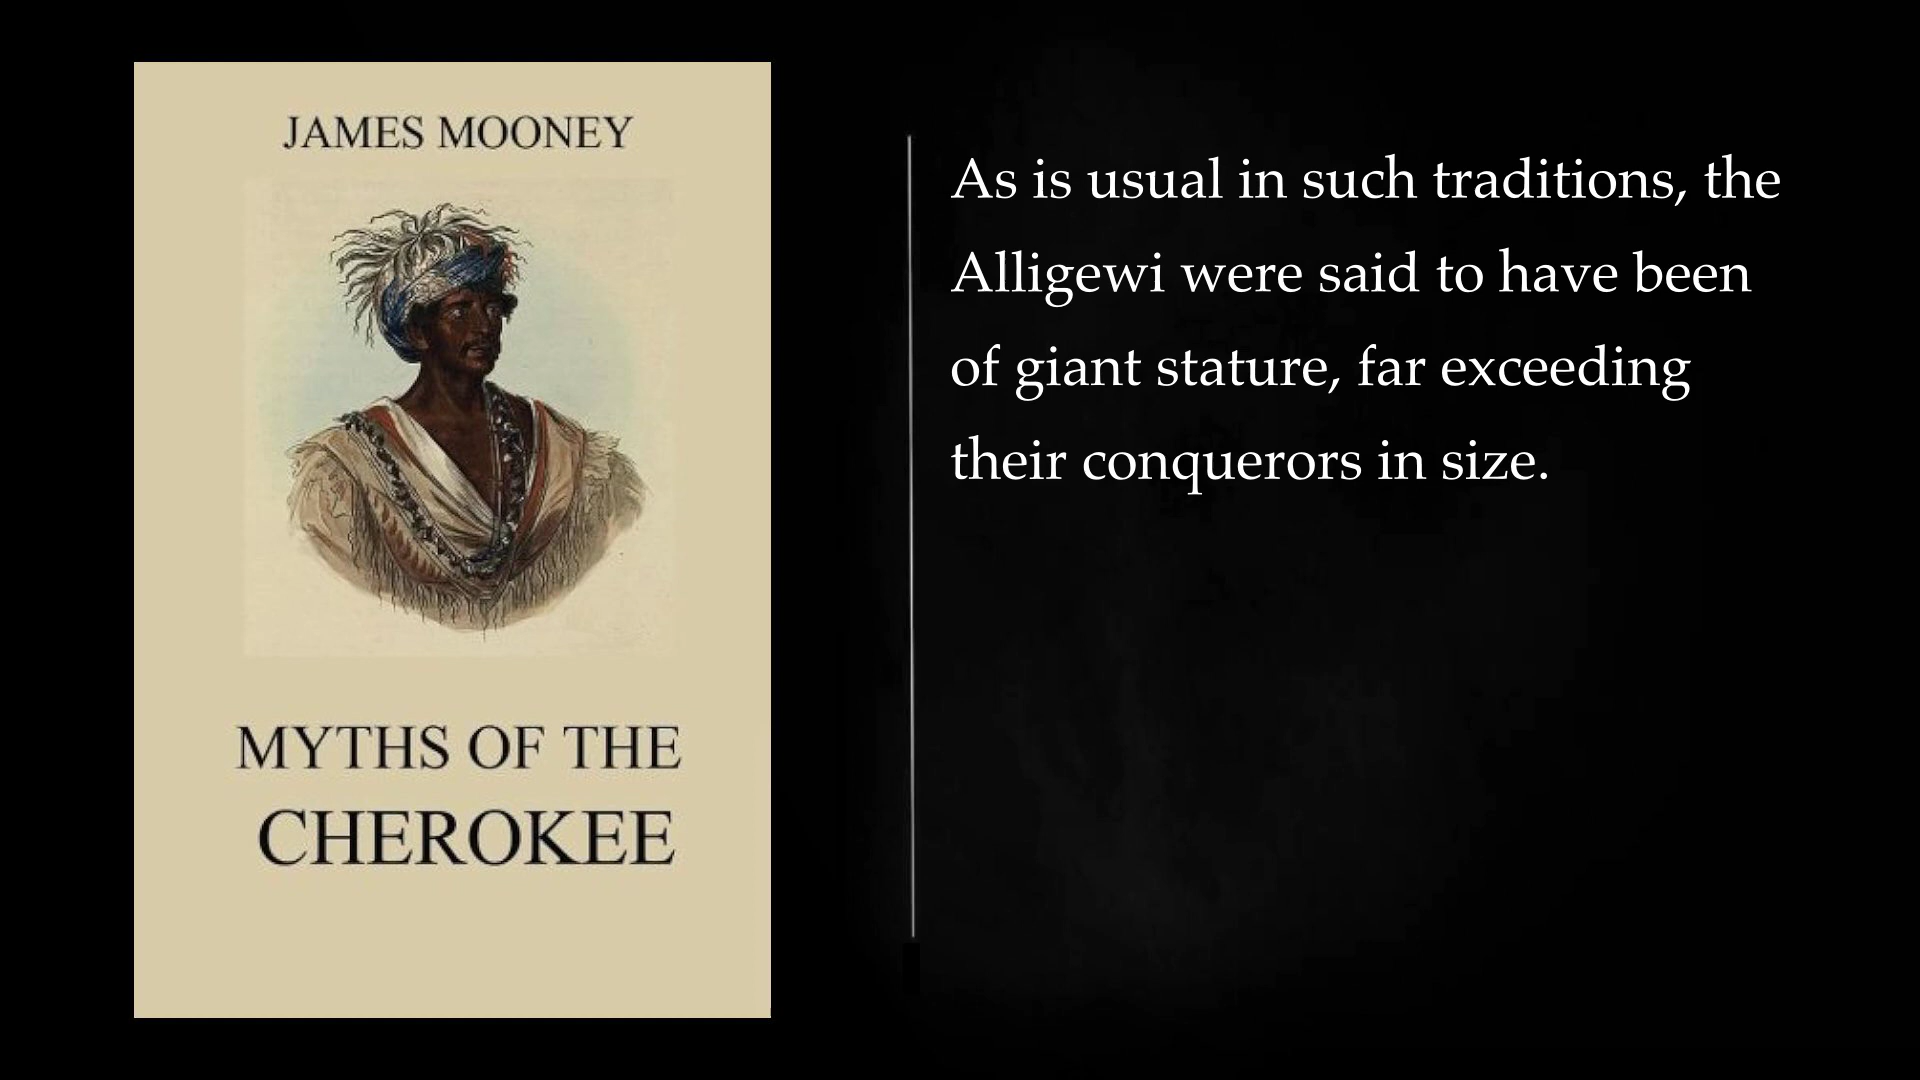 JAMES MOONEY
MYTHS OF THE
CHEROKEE
As is usual in such traditions, the
Alligewi were said to have been
of giant stature, far exceeding
their conquerors in size.